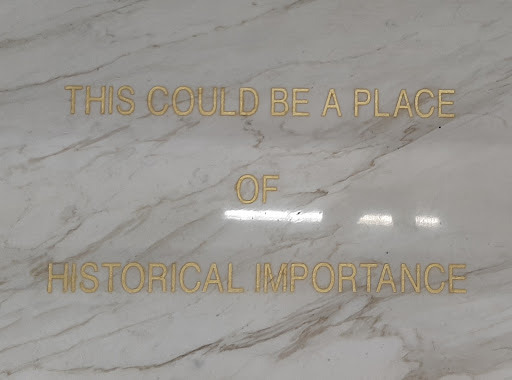 THIS COULD BE A PLACE
OF
HISTORICAL IMPORTANCE